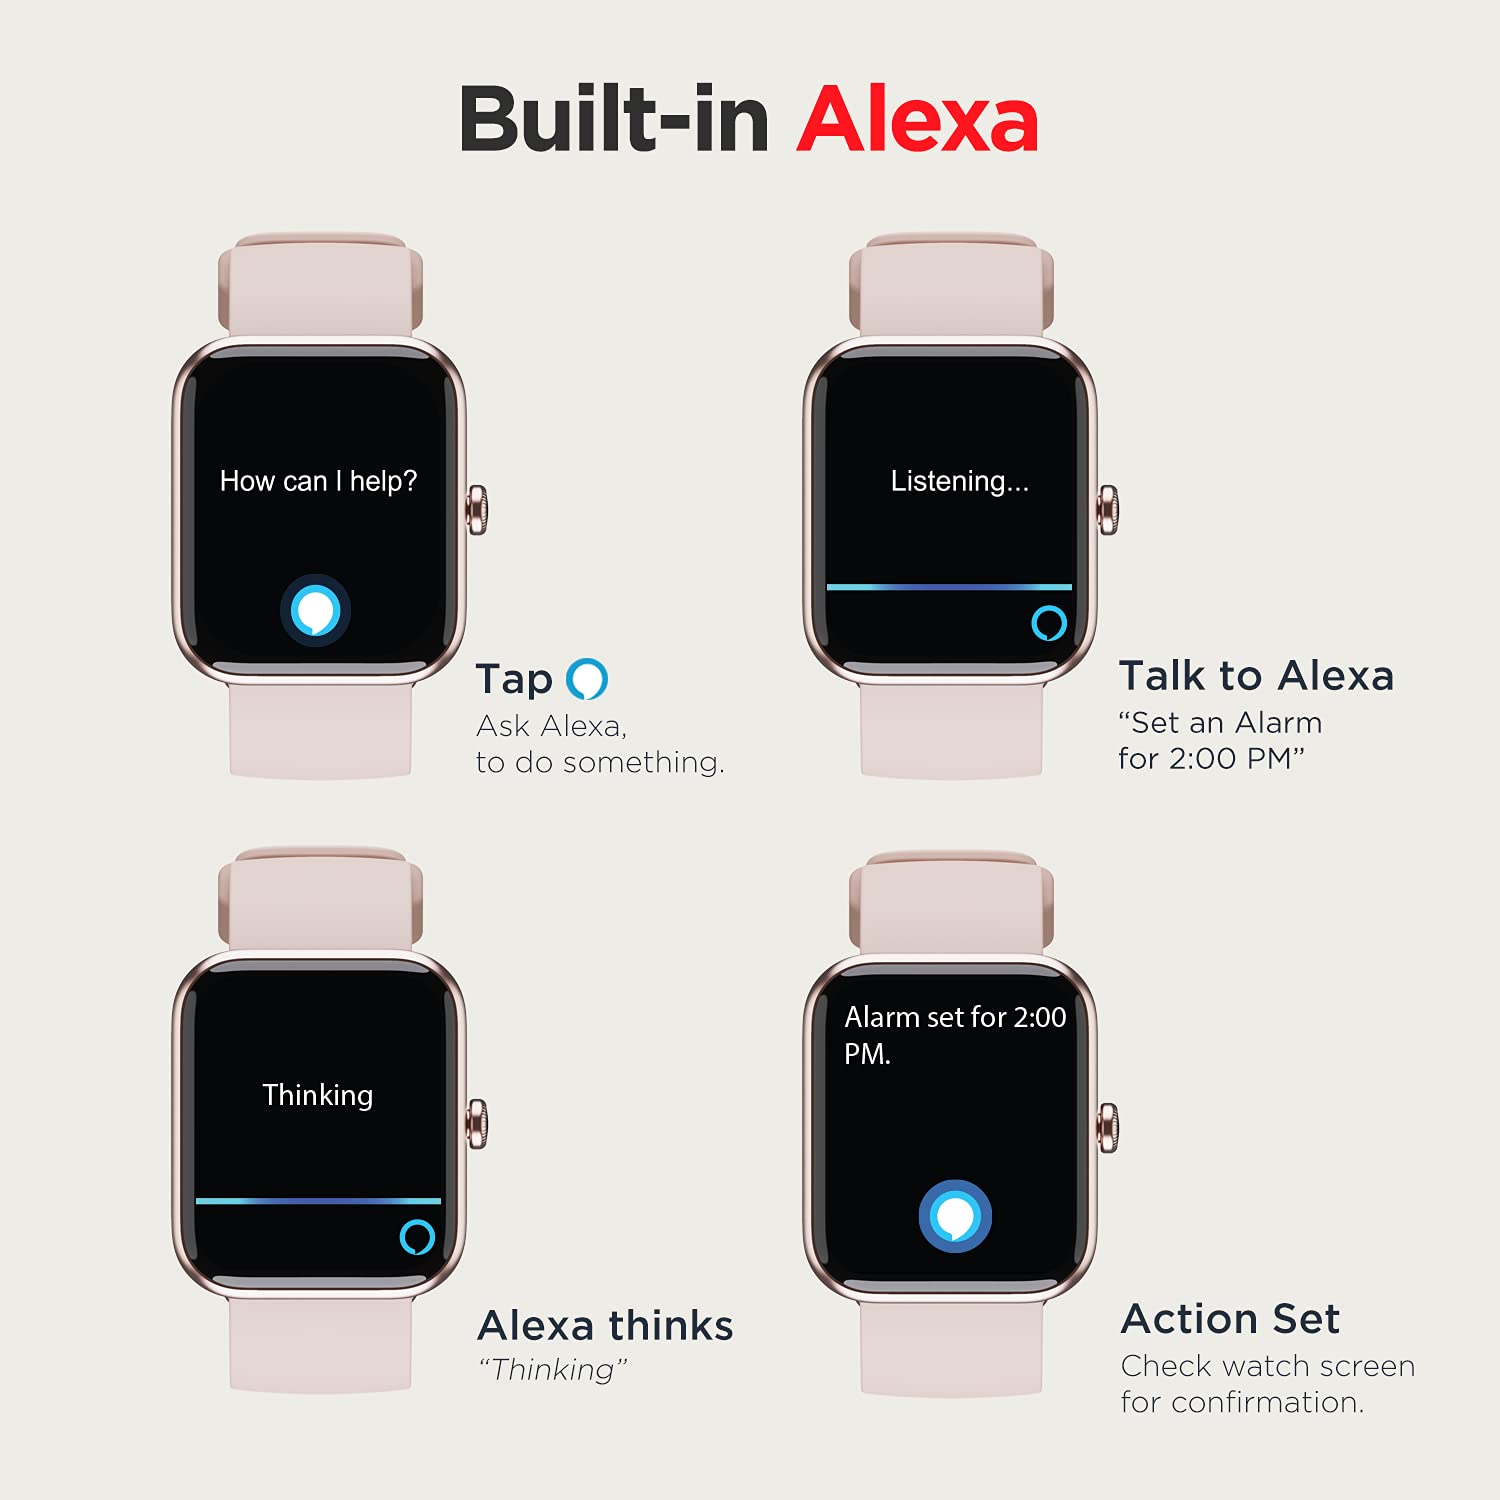 Built-in Alexa
How can I help?
Tap
Ask Alexa,
to do something.
Listening...
Talk to Alexa
“Set an Alarm
for 2:00 PM”
Thinking
Alexa thinks
“Thinking”
Alarm set for 2:00
PM.
Action Set
Check watch screen
for confirmation.